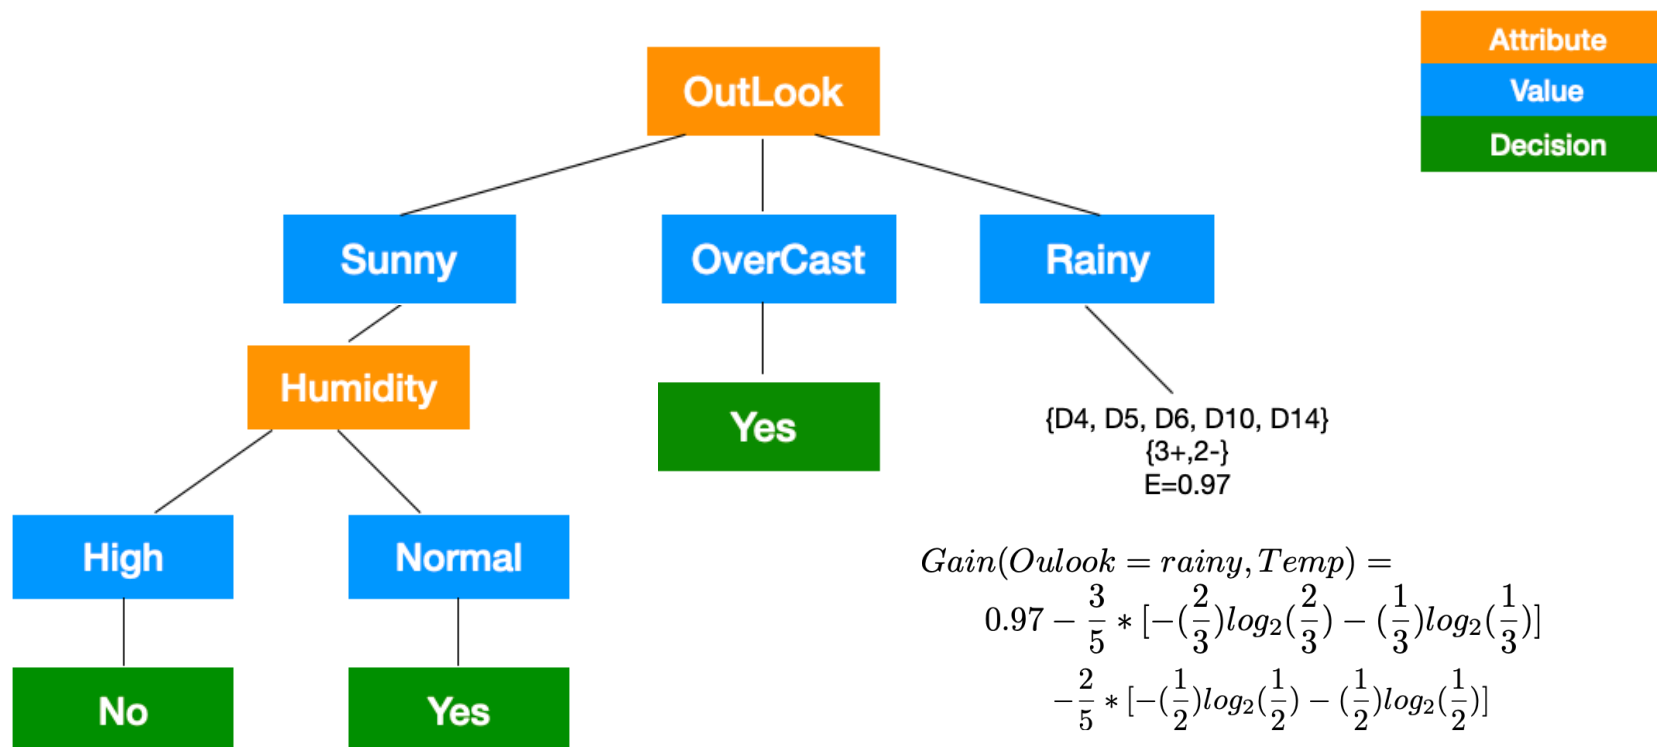 OutLook
Attribute
Value
Decision
Sunny
OverCast
Rainy
Humidity
Yes
{D4, D5, D6, D10, D14}
{3+,2-}
E=0.97
High
Normal
No
Yes
Gain(Oulook = rainy, Temp) =
0.97 − 3/5 * [−(2/3)log₂(2/3) − (1/3)log₂(1/3)]
−2/5 * [−(1/2)log₂(1/2) − (1/2)log₂(1/2)]